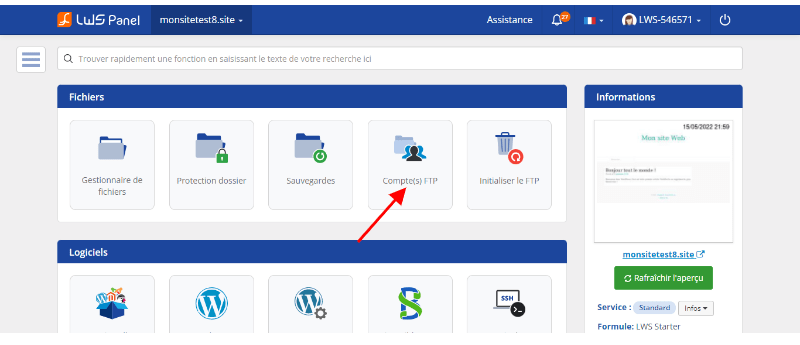 LWS Panel
monsitetest8.site
Assistance
27
LWS-546571
Trouver rapidement une fonction en saisissant le texte de votre recherche ici
Fichiers
Gestionnaire de
fichiers
Protection dossier
Sauvegardes
Compte(s) FTP
Initialiser le FTP
Logiciels
SSH
Informations
15/05/2022 21:59
Mon site Web
Bonjour tout le monde !
monsitetest8.site
Rafraîchir l'aperçu
Service : Standard Infos
Formule: LWS Starter